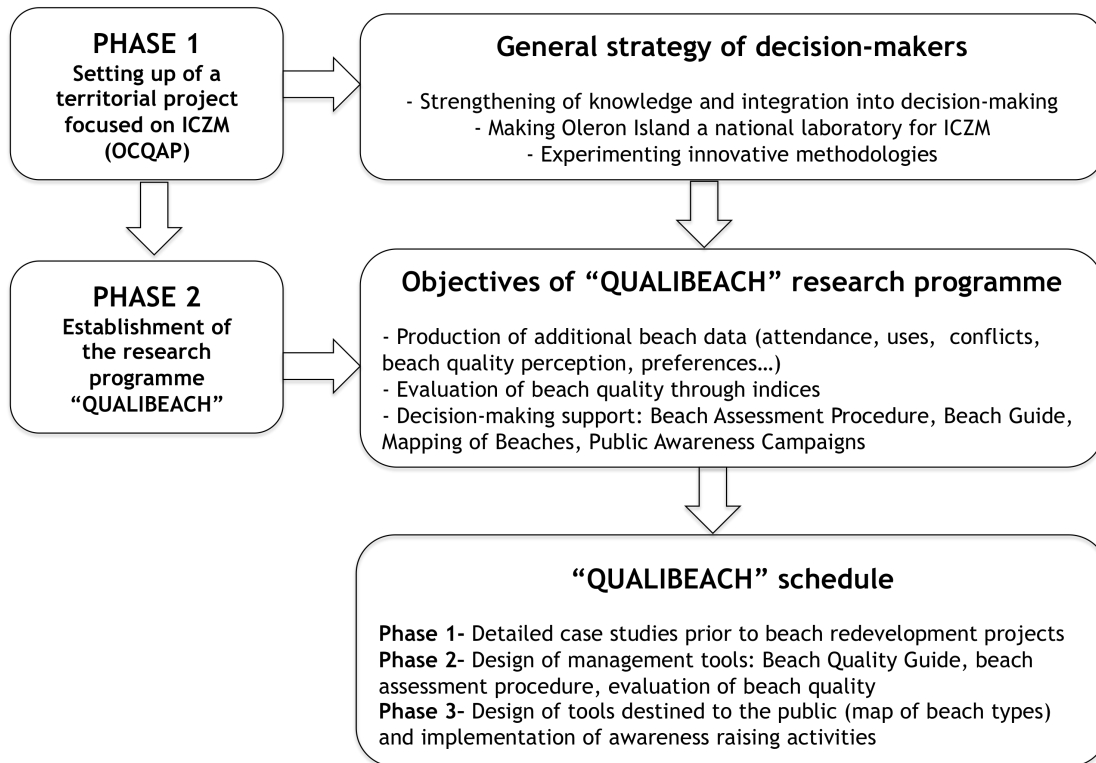 PHASE 1
Setting up of a
territorial project
focused on ICZM
(OCQAP)
General strategy of decision-makers
- Strengthening of knowledge and integration into decision-making
- Making Oleron Island a national laboratory for ICZM
- Experimenting innovative methodologies
PHASE 2
Establishment of
the research
programme
“QUALIBEACH”
Objectives of “QUALIBEACH” research programme
- Production of additional beach data (attendance, uses, conflicts,
beach quality perception, preferences…)
- Evaluation of beach quality through indices
- Decision-making support: Beach Assessment Procedure, Beach Guide,
Mapping of Beaches, Public Awareness Campaigns
“QUALIBEACH” schedule
Phase 1- Detailed case studies prior to beach redevelopment projects
Phase 2- Design of management tools: Beach Quality Guide, beach
assessment procedure, evaluation of beach quality
Phase 3- Design of tools destined to the public (map of beach types)
and implementation of awareness raising activities